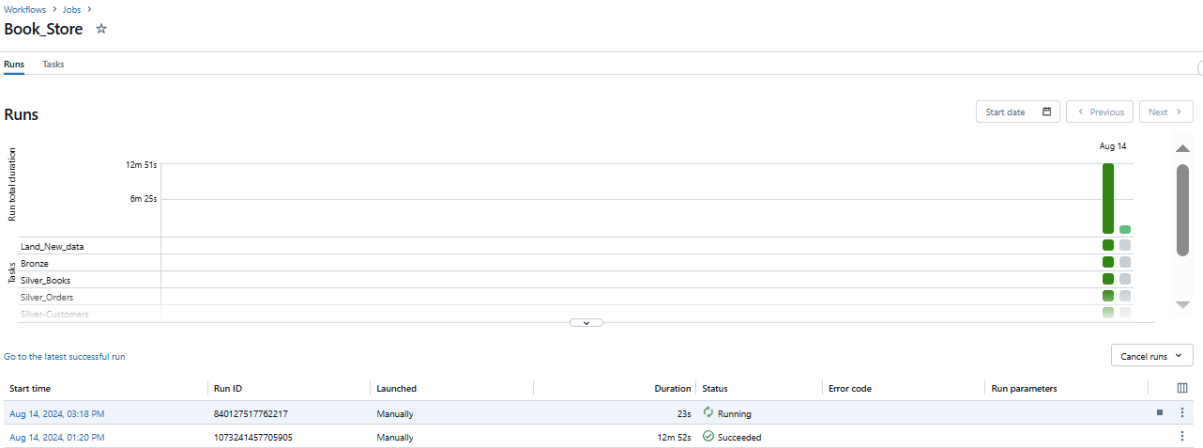 Workflows > Jobs >
Book_Store
Runs Tasks
Runs
Start date Previous Next
Aug 14
Run total duration
12m 51s
6m 25s
Tasks
Land_New_data
Bronze
Silver_Books
Silver_Orders
Silver-Customers
Go to the latest successful run
Cancel runs
Start time Run ID Launched Duration Status Error code Run parameters
Aug 14, 2024, 03:18 PM 840127517762217 Manually 23s Running
Aug 14, 2024, 01:20 PM 1073241457705905 Manually 12m 52s Succeeded